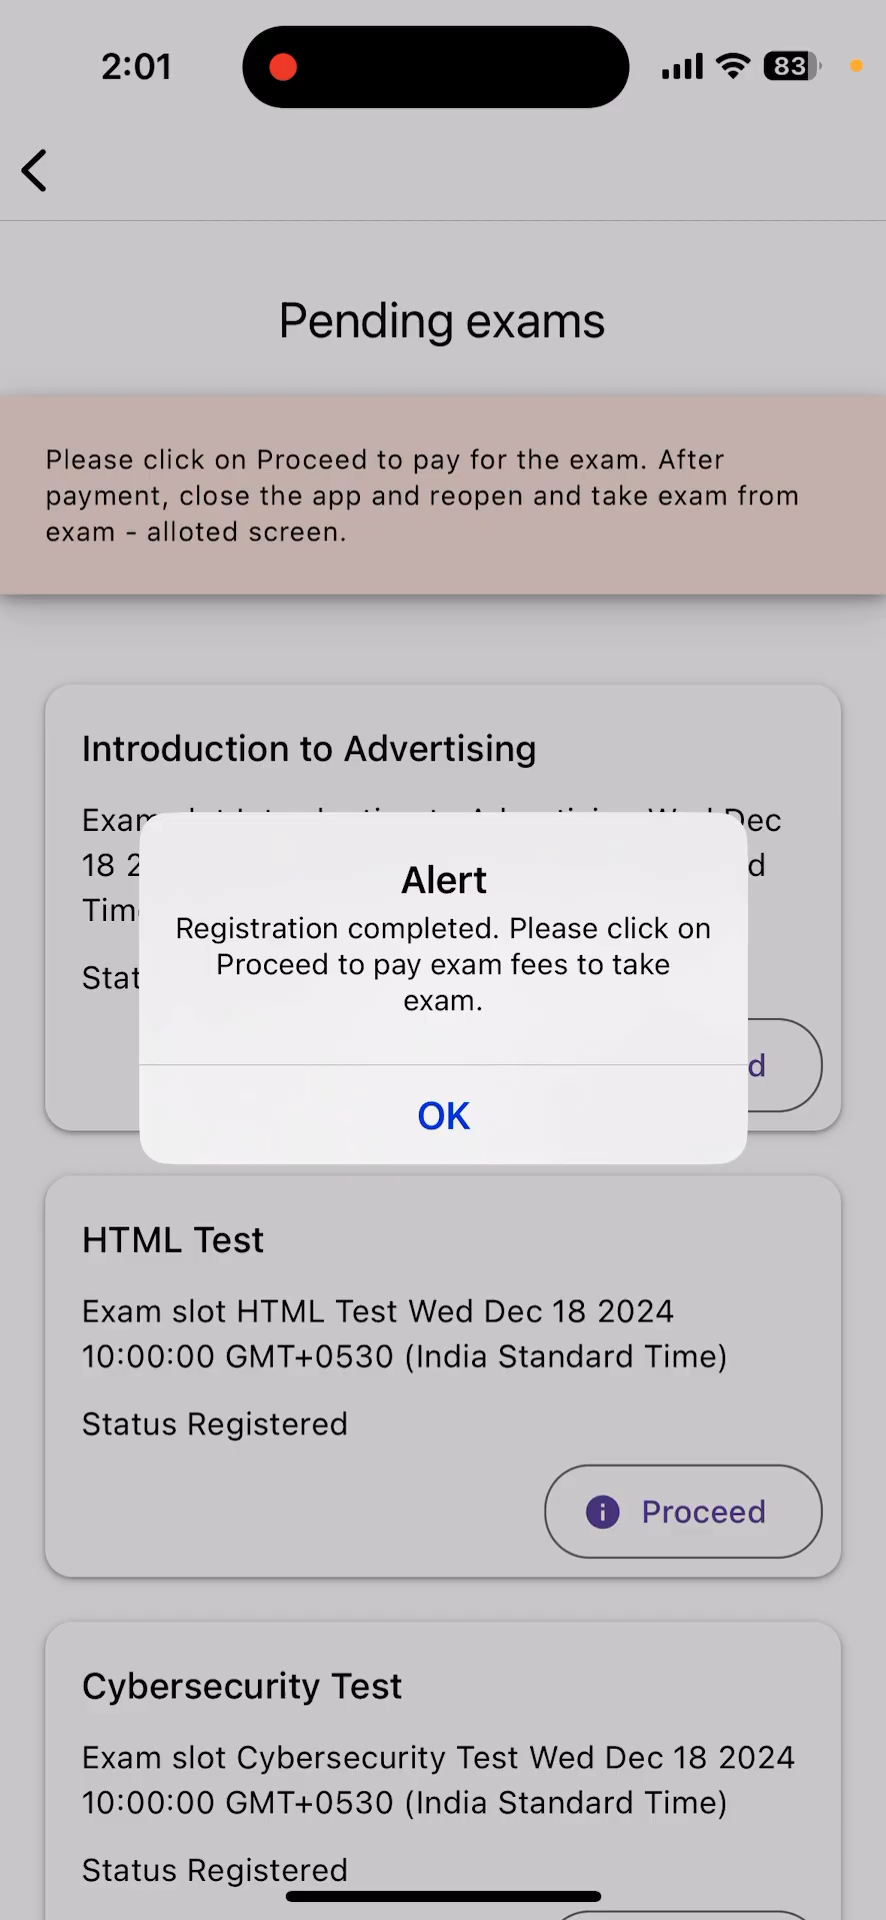 2:01
83
Pending exams
Please click on Proceed to pay for the exam. After
payment, close the app and reopen and take exam from
exam - alloted screen.
Introduction to Advertising
Dec
18
Alert
Registration completed. Please click on
Proceed to pay exam fees to take
exam.
OK
HTML Test
Exam slot HTML Test Wed Dec 18 2024
10:00:00 GMT+0530 (India Standard Time)
Status Registered
Proceed
Cybersecurity Test
Exam slot Cybersecurity Test Wed Dec 18 2024
10:00:00 GMT+0530 (India Standard Time)
Status Registered